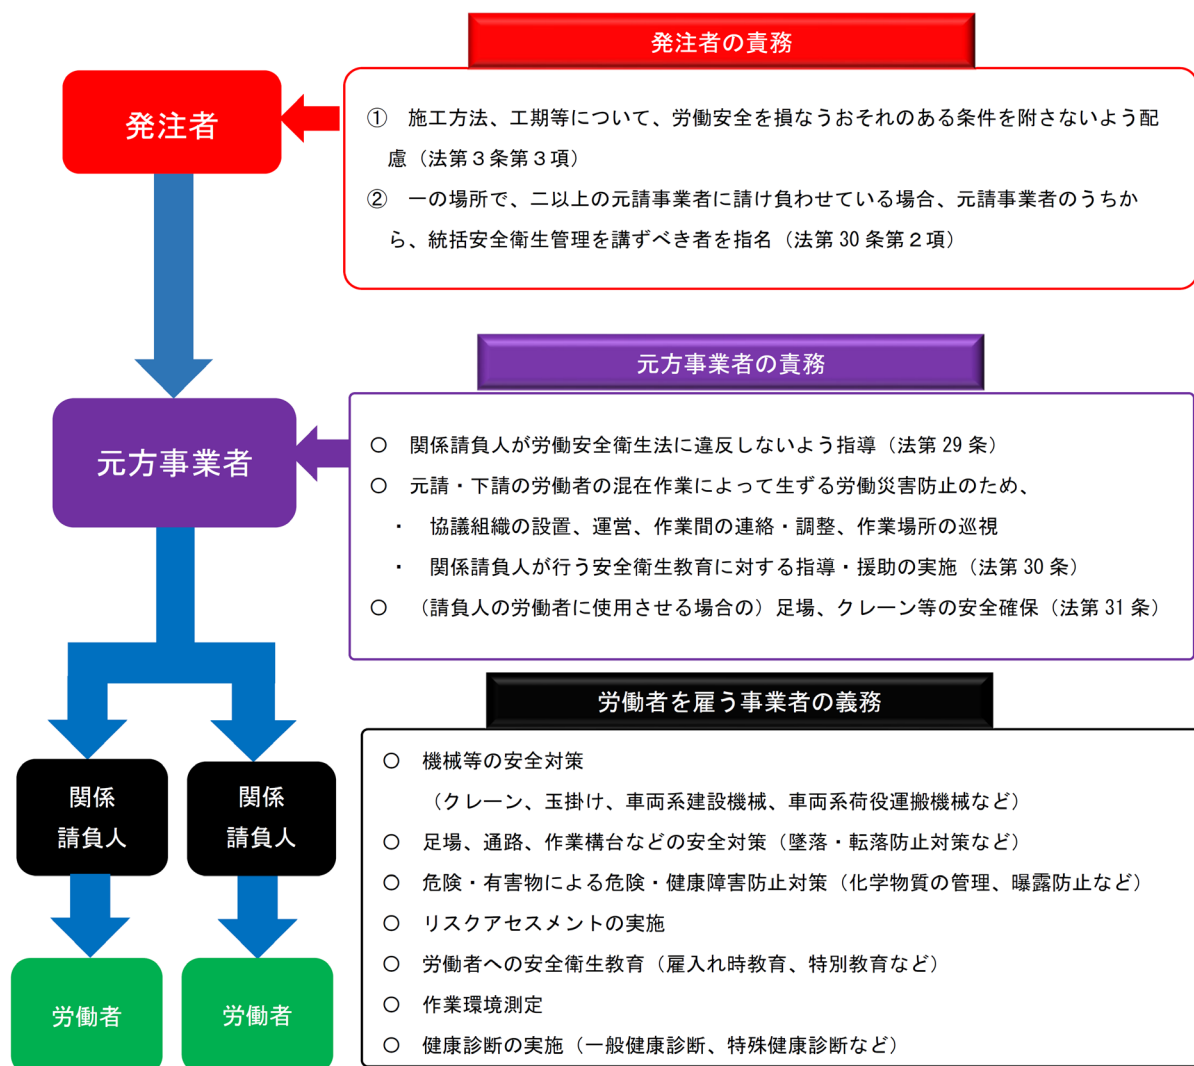 発注者の責務
発注者
① 施工方法、工期等について、労働安全を損なうおそれのある条件を附さないよう配
慮（法第３条第３項）
② 一の場所で、二以上の元請事業者に請け負わせている場合、元請事業者のうちか
ら、統括安全衛生管理を講ずべき者を指名（法第 30 条第２項）
元方事業者の責務
元方事業者
○ 関係請負人が労働安全衛生法に違反しないよう指導（法第 29 条）
○ 元請・下請の労働者の混在作業によって生ずる労働災害防止のため、
・ 協議組織の設置、運営、作業間の連絡・調整、作業場所の巡視
・ 関係請負人が行う安全衛生教育に対する指導・援助の実施（法第 30 条）
○ （請負人の労働者に使用させる場合の）足場、クレーン等の安全確保（法第 31 条）
労働者を雇う事業者の義務
関係
請負人
関係
請負人
○ 機械等の安全対策
（クレーン、玉掛け、車両系建設機械、車両系荷役運搬機械など）
○ 足場、通路、作業構台などの安全対策（墜落・転落防止対策など）
○ 危険・有害物による危険・健康障害防止対策（化学物質の管理、曝露防止など）
○ リスクアセスメントの実施
○ 労働者への安全衛生教育（雇入れ時教育、特別教育など）
○ 作業環境測定
○ 健康診断の実施（一般健康診断、特殊健康診断など）
労働者
労働者